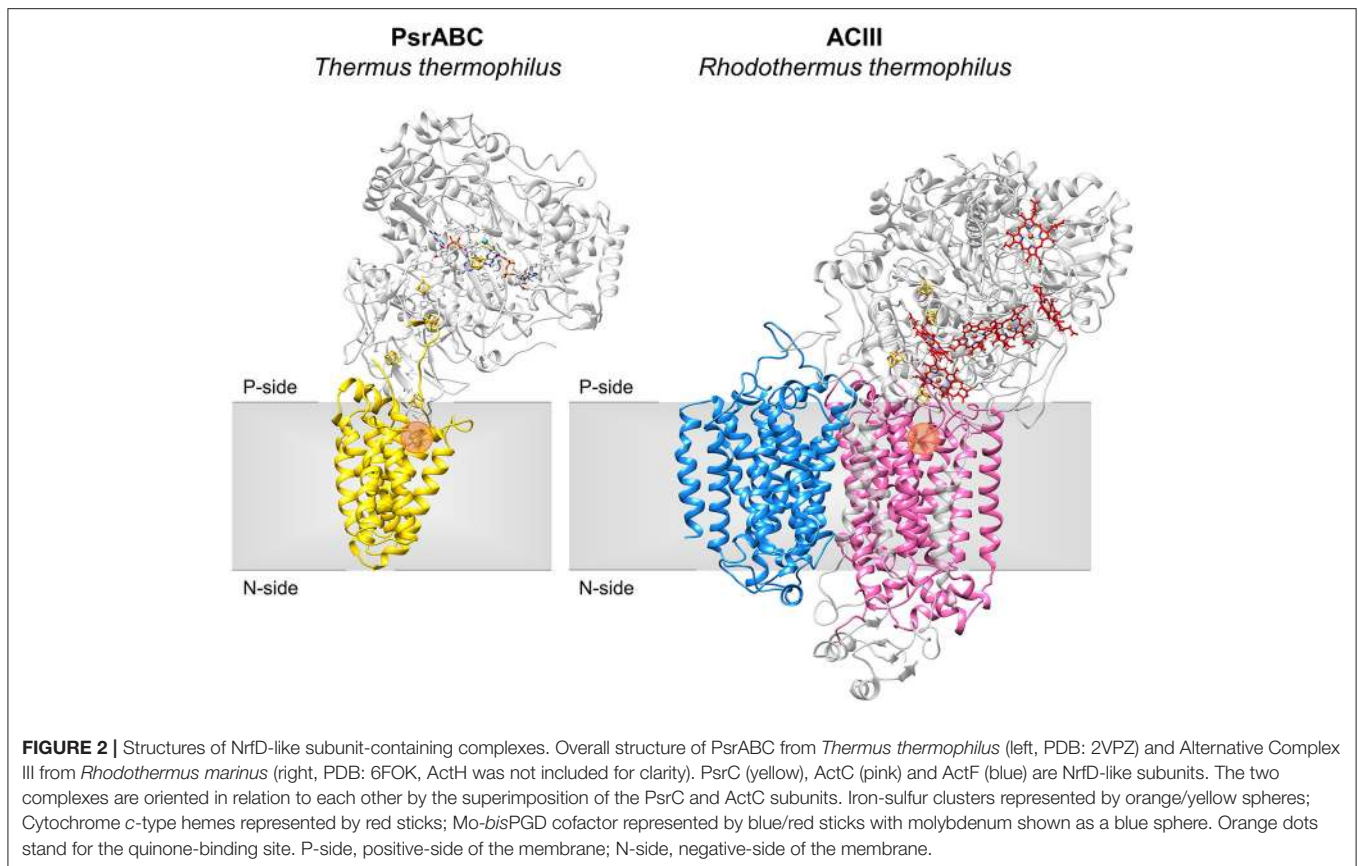 PsrABC
Thermus thermophilus
ACIII
Rhodothermus thermophilus
P-side
P-side
N-side
N-side
FIGURE 2 | Structures of NrfD-like subunit-containing complexes. Overall structure of PsrABC from Thermus thermophilus (left, PDB: 2VPZ) and Alternative Complex
III from Rhodothermus marinus (right, PDB: 6FOK, ActH was not included for clarity). PsrC (yellow), ActC (pink) and ActF (blue) are NrfD-like subunits. The two
complexes are oriented in relation to each other by the superimposition of the PsrC and ActC subunits. Iron-sulfur clusters represented by orange/yellow spheres;
Cytochrome c-type hemes represented by red sticks; Mo-bisPGD cofactor represented by blue/red sticks with molybdenum shown as a blue sphere. Orange dots
stand for the quinone-binding site. P-side, positive-side of the membrane; N-side, negative-side of the membrane.